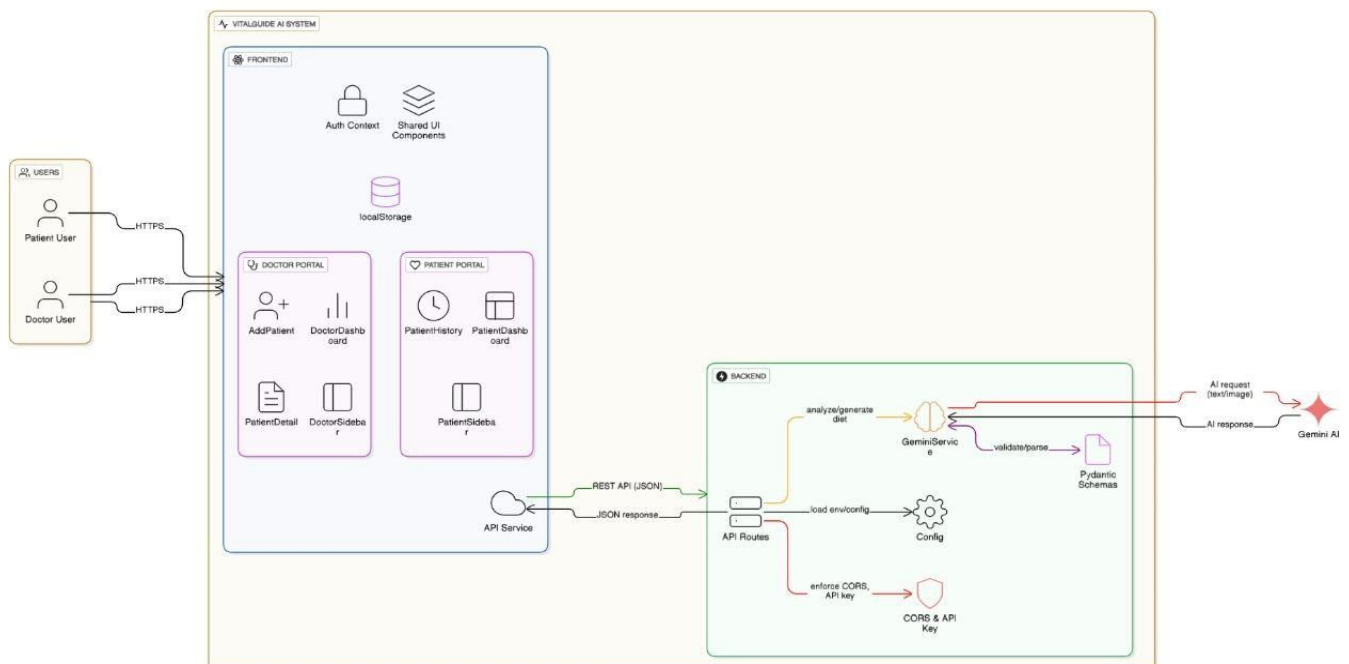 VITALGUIDE AI SYSTEM
FRONTEND
Auth Context
Shared UI
Components
USERS
localStorage
Patient User
HTTPS
DOCTOR PORTAL
PATIENT PORTAL
HTTPS
Doctor User
HTTPS
AddPatient
DoctorDashb
oard
PatientHistory
PatientDashb
oard
BACKEND
PatientDetail
DoctorSideba
r
PatientSideba
r
analyze/generate
diet
GeminiServic
e
AI request
(text/image)
AI response
Gemini AI
validate/parse
Pydantic
Schemas
REST API (JSON)
JSON response
API Service
API Routes
load env/config
Config
enforce CORS,
API key
CORS & API
Key